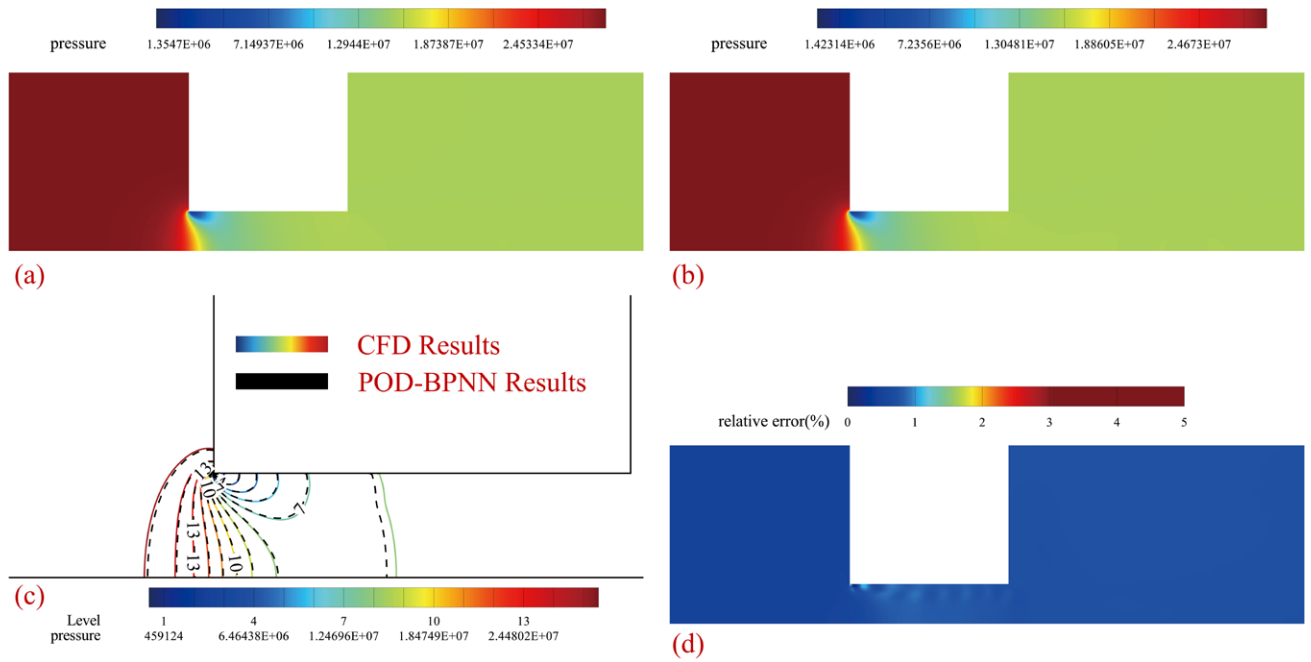 pressure
1.3547E+06 7.14937E+06 1.2944E+07 1.87387E+07 2.45334E+07
(a)
pressure
1.42314E+06 7.2356E+06 1.30481E+07 1.88605E+07 2.4673E+07
(b)
CFD Results
POD-BPNN Results
13
10
7
13
13
10
(c)
Level 1 4 7 10 13
pressure 459124 6.46438E+06 1.24696E+07 1.84749E+07 2.44802E+07
relative error(%) 0 1 2 3 4 5
(d)